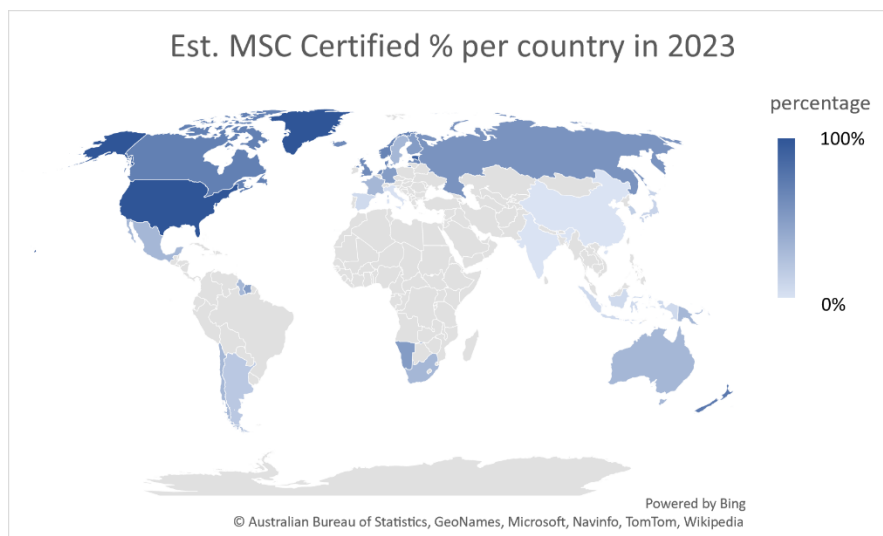 Est. MSC Certified % per country in 2023
percentage
100%
0%
Powered by Bing
© Australian Bureau of Statistics, GeoNames, Microsoft, Navinfo, TomTom, Wikipedia